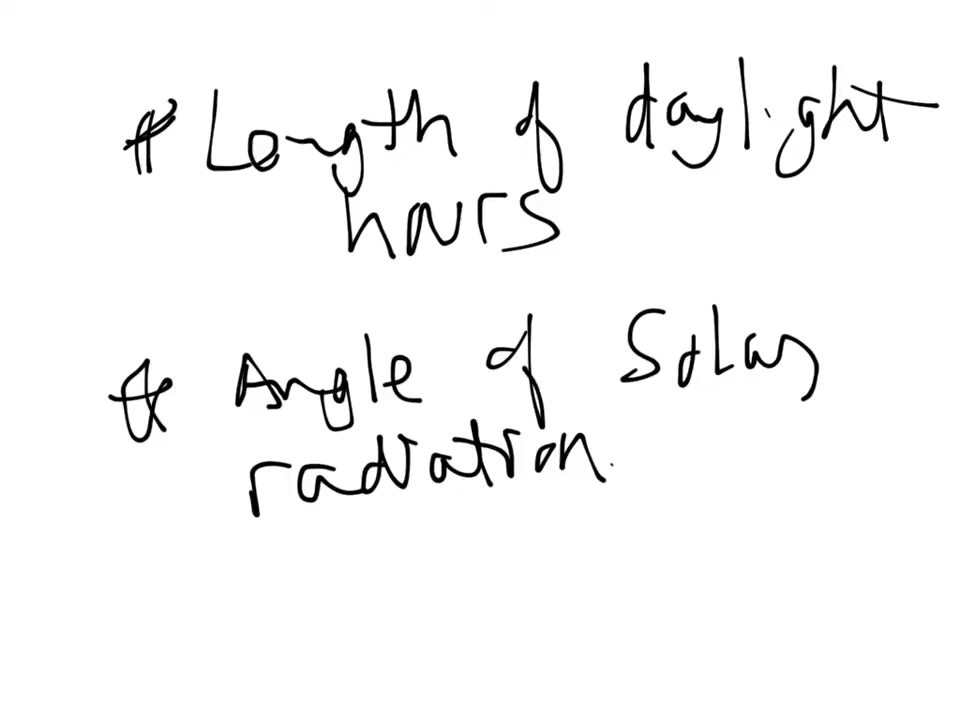 # Length of daylight
hours
* Angle of Solar
radiation.